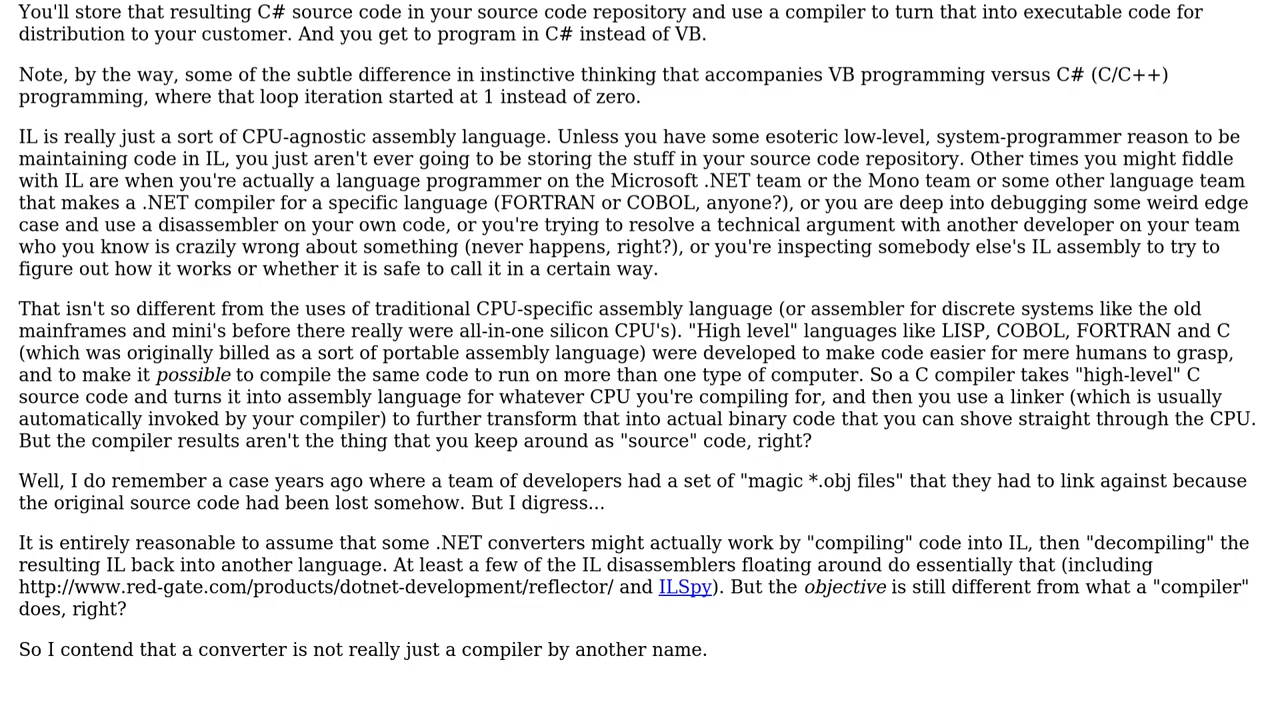 You'll store that resulting C# source code in your source code repository and use a compiler to turn that into executable code for
distribution to your customer. And you get to program in C# instead of VB.
Note, by the way, some of the subtle difference in instinctive thinking that accompanies VB programming versus C# (C/C++)
programming, where that loop iteration started at 1 instead of zero.
IL is really just a sort of CPU-agnostic assembly language. Unless you have some esoteric low-level, system-programmer reason to be
maintaining code in IL, you just aren't ever going to be storing the stuff in your source code repository. Other times you might fiddle
with IL are when you're actually a language programmer on the Microsoft .NET team or the Mono team or some other language team
that makes a .NET compiler for a specific language (FORTRAN or COBOL, anyone?), or you are deep into debugging some weird edge
case and use a disassembler on your own code, or you're trying to resolve a technical argument with another developer on your team
who you know is crazily wrong about something (never happens, right?), or you're inspecting somebody else's IL assembly to try to
figure out how it works or whether it is safe to call it in a certain way.
That isn't so different from the uses of traditional CPU-specific assembly language (or assembler for discrete systems like the old
mainframes and mini's before there really were all-in-one silicon CPU's). "High level" languages like LISP, COBOL, FORTRAN and C
(which was originally billed as a sort of portable assembly language) were developed to make code easier for mere humans to grasp,
and to make it possible to compile the same code to run on more than one type of computer. So a C compiler takes "high-level" C
source code and turns it into assembly language for whatever CPU you're compiling for, and then you use a linker (which is usually
automatically invoked by your compiler) to further transform that into actual binary code that you can shove straight through the CPU.
But the compiler results aren't the thing that you keep around as "source" code, right?
Well, I do remember a case years ago where a team of developers had a set of "magic *.obj files" that they had to link against because
the original source code had been lost somehow. But I digress...
It is entirely reasonable to assume that some .NET converters might actually work by "compiling" code into IL, then "decompiling" the
resulting IL back into another language. At least a few of the IL disassemblers floating around do essentially that (including
http://www.red-gate.com/products/dotnet-development/reflector/ and ILSpy). But the objective is still different from what a "compiler"
does, right?
So I contend that a converter is not really just a compiler by another name.